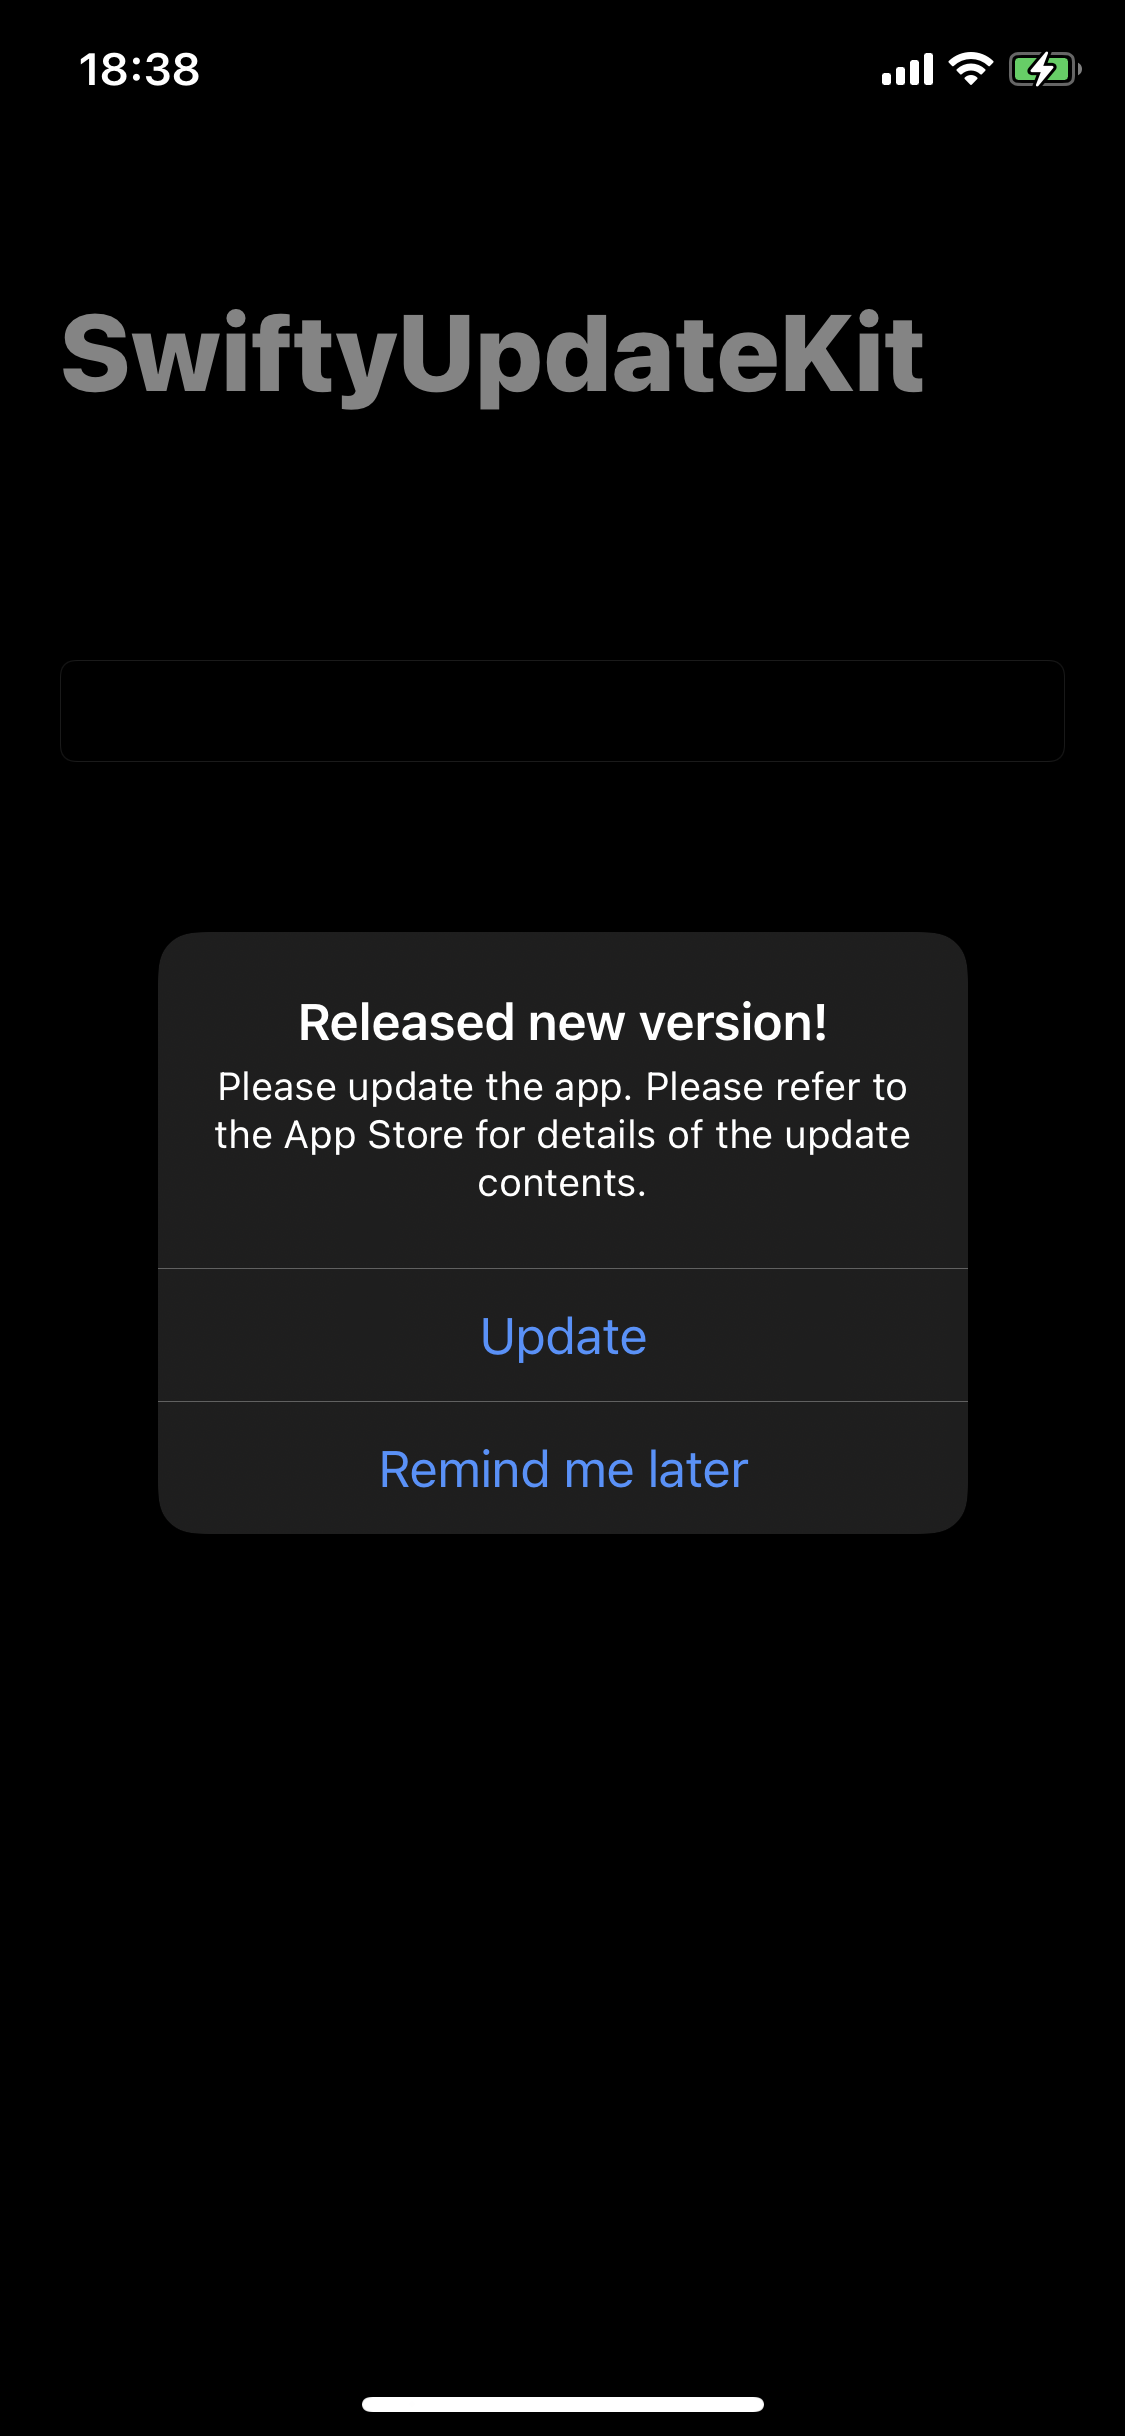 18:38
SwiftyUpdateKit
Released new version!
Please update the app. Please refer to
the App Store for details of the update
contents.
Update
Remind me later